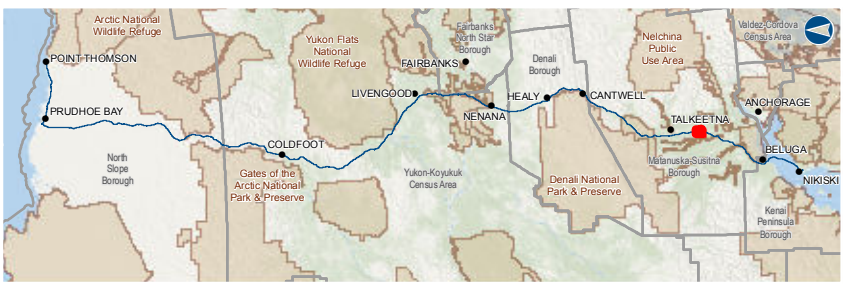 Arctic National
Wildlife Refuge
POINT THOMSON
PRUDHOE BAY
North
Slope
Borough
COLDFOOT
Gates of the
Arctic National
Park & Preserve
Yukon Flats
National
Wildlife Refuge
LIVENGOOD
Yukon-Koyukuk
Census Area
Fairbanks
North Star
Borough
FAIRBANKS
NENANA
Denali
Borough
HEALY
CANTWELL
Denali National
Park & Preserve
Nelchina
Public
Use Area
TALKEETNA
Matanuska-Susitna
Borough
Valdez-Cordova
Census Area
ANCHORAGE
BELUGA
NIKISKI
Kenai
Peninsula
Borough